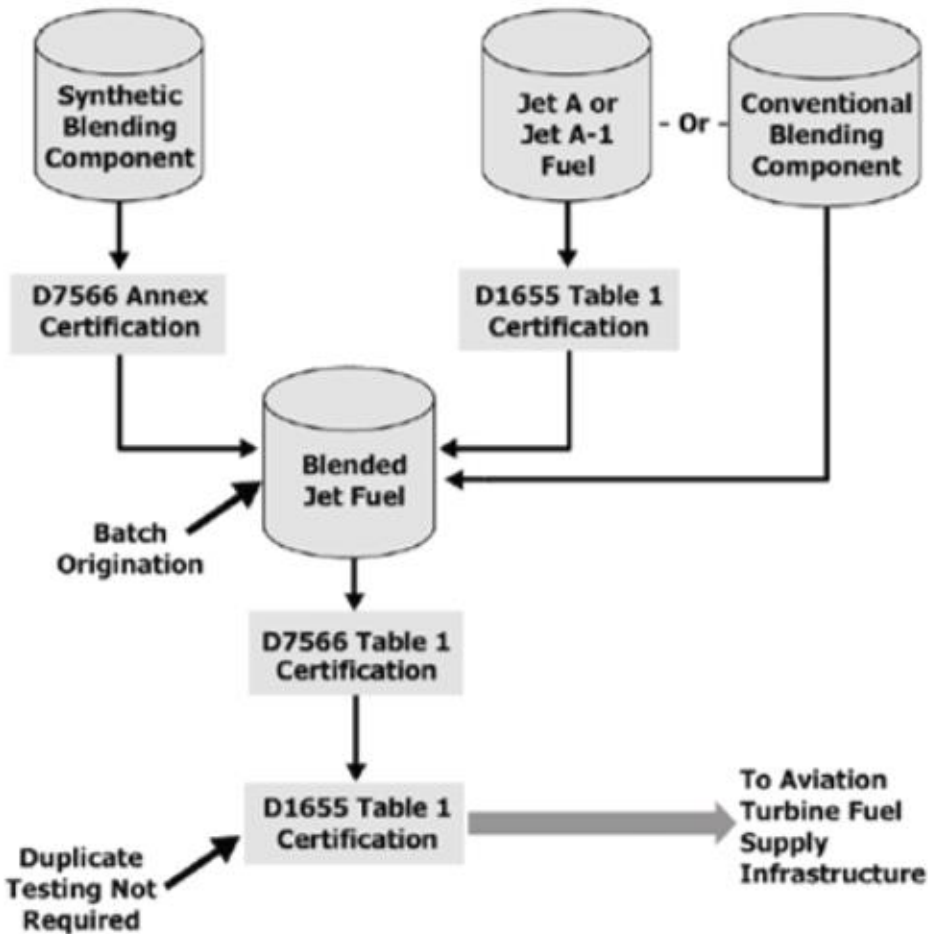 Synthetic
Blending
Component
Jet A or
Jet A-1
Fuel
- Or -
Conventional
Blending
Component
D7566 Annex
Certification
D1655 Table 1
Certification
Blended
Jet Fuel
Batch
Origination
D7566 Table 1
Certification
D1655 Table 1
Certification
To Aviation
Turbine Fuel
Supply
Infrastructure
Duplicate
Testing Not
Required